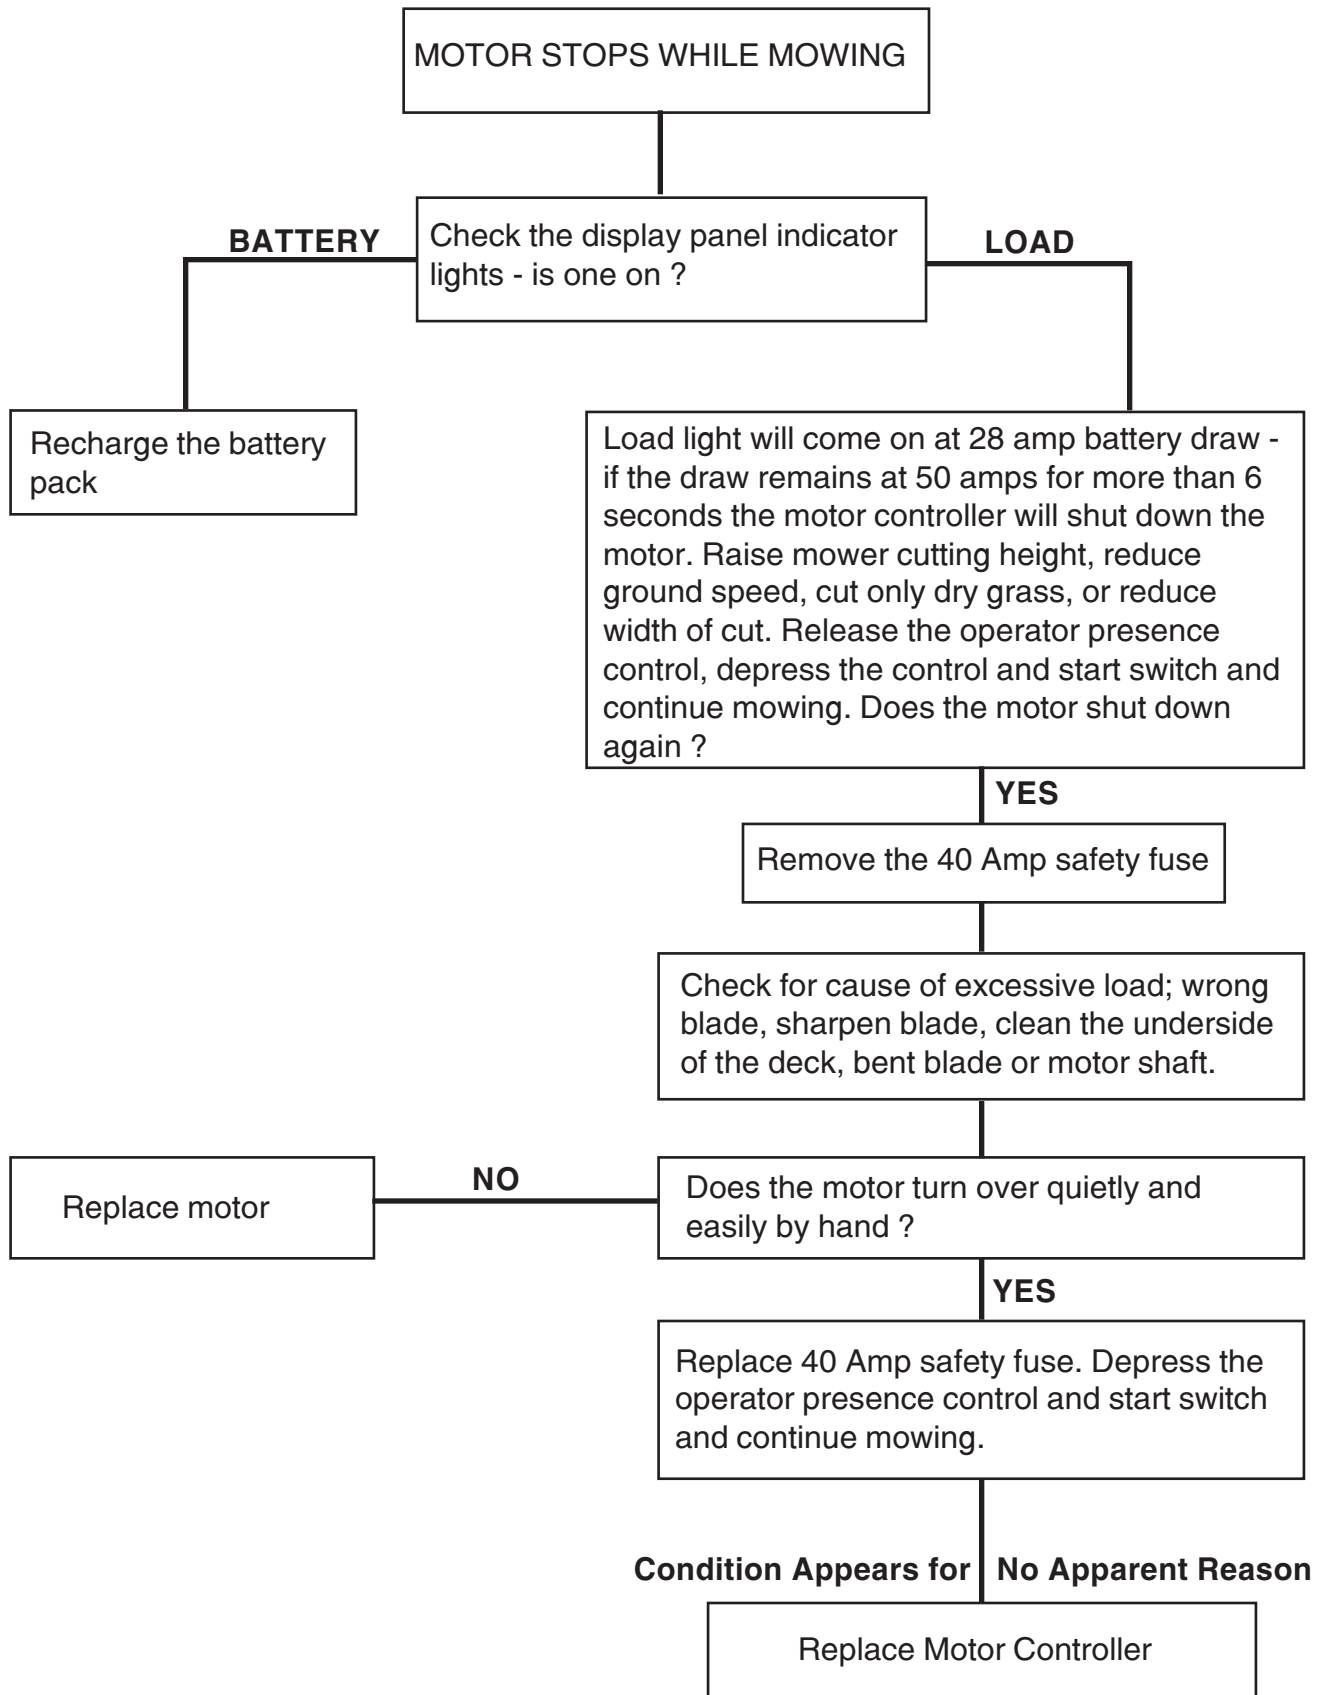 MOTOR STOPS WHILE MOWING
BATTERY
Check the display panel indicator
lights - is one on ?
LOAD
Recharge the battery
pack
Load light will come on at 28 amp battery draw -
if the draw remains at 50 amps for more than 6
seconds the motor controller will shut down the
motor. Raise mower cutting height, reduce
ground speed, cut only dry grass, or reduce
width of cut. Release the operator presence
control, depress the control and start switch and
continue mowing. Does the motor shut down
again ?
YES
Remove the 40 Amp safety fuse
Check for cause of excessive load; wrong
blade, sharpen blade, clean the underside
of the deck, bent blade or motor shaft.
Replace motor
NO
Does the motor turn over quietly and
easily by hand ?
YES
Replace 40 Amp safety fuse. Depress the
operator presence control and start switch
and continue mowing.
Condition Appears for No Apparent Reason
Replace Motor Controller